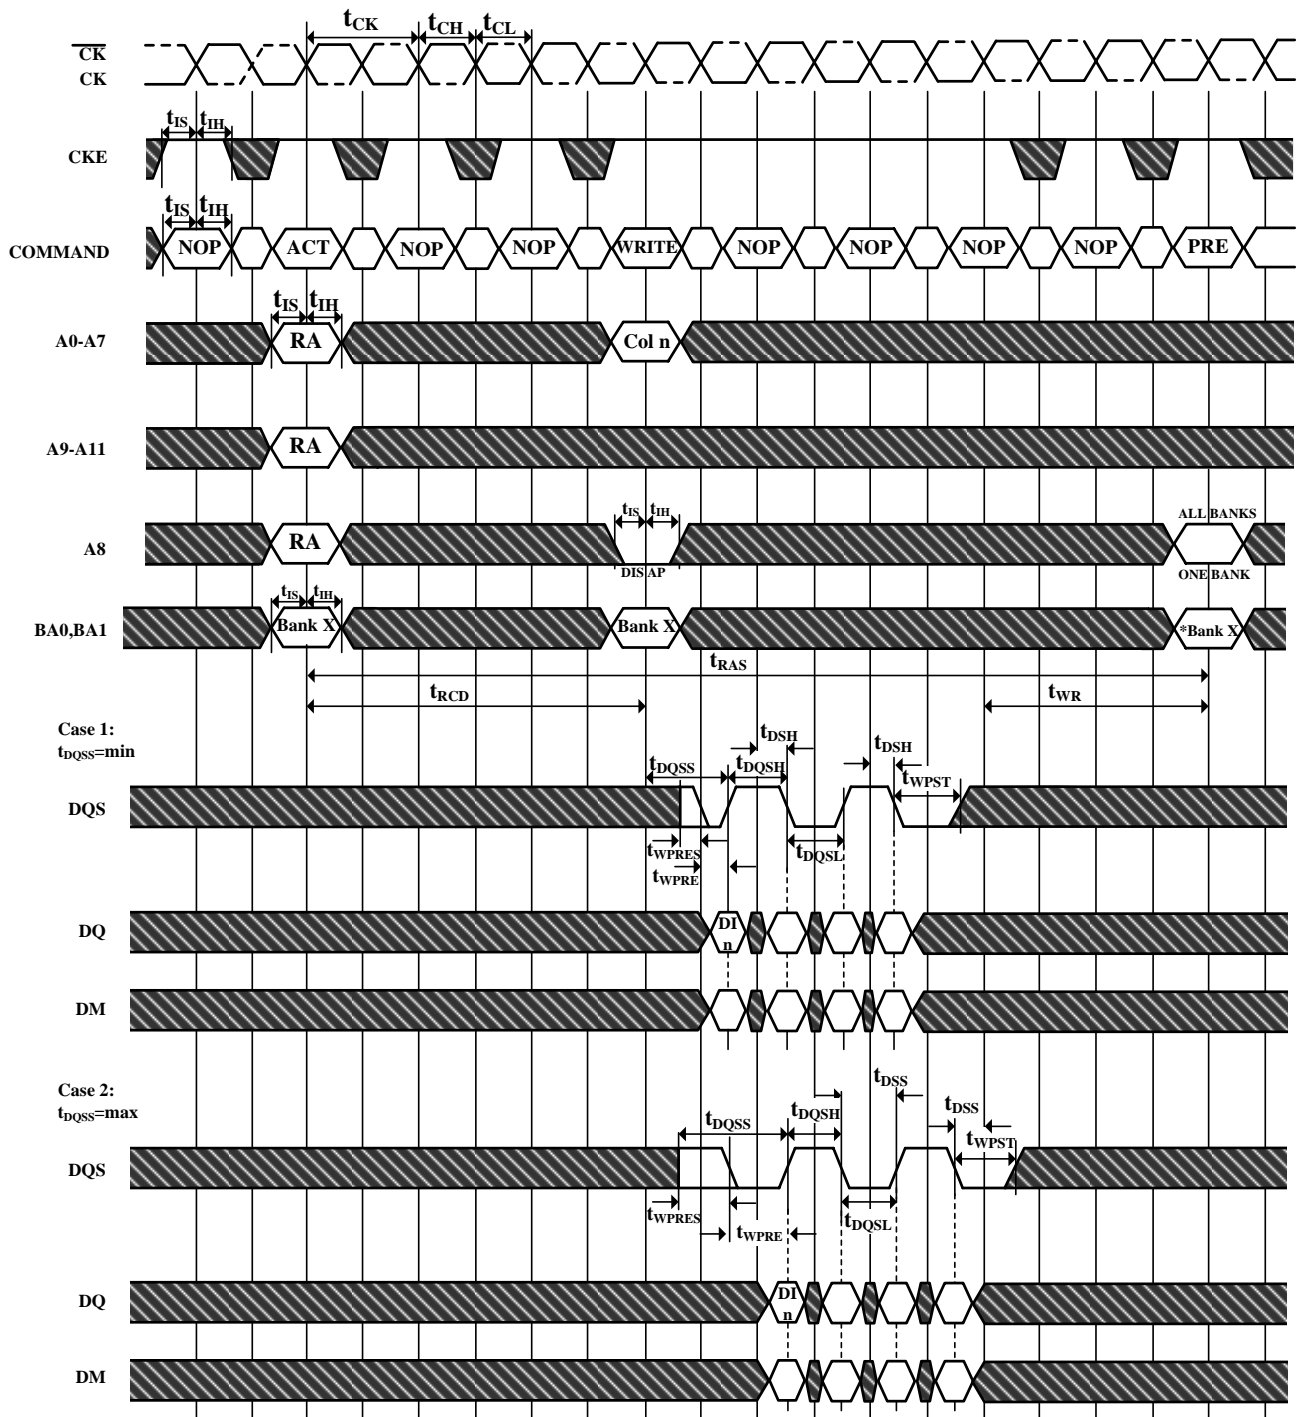 tCK tCH tCL
CK
CK
tIS tIH
CKE
tIS tIH
COMMAND NOP ACT NOP NOP WRITE NOP NOP NOP NOP PRE
tIS tIH
A0-A7 RA Col n
A9-A11 RA
tIS tIH ALL BANKS
A8 RA
DIS AP ONE BANK
tIS tIH
BA0,BA1 Bank X Bank X *Bank X
tRAS
tRCD tWR
Case 1:
tDQSS=min
tDSH tDSH
tDQSS tDQSH tWPST
DQS
tWPRES tDQSL
tWPRE
DQ DI
n
DM
Case 2:
tDQSS=max
tDSS tDSS
tDQSS tDQSH tWPST
DQS
tWPRES tWPRE tDQSL
DQ DI
n
DM